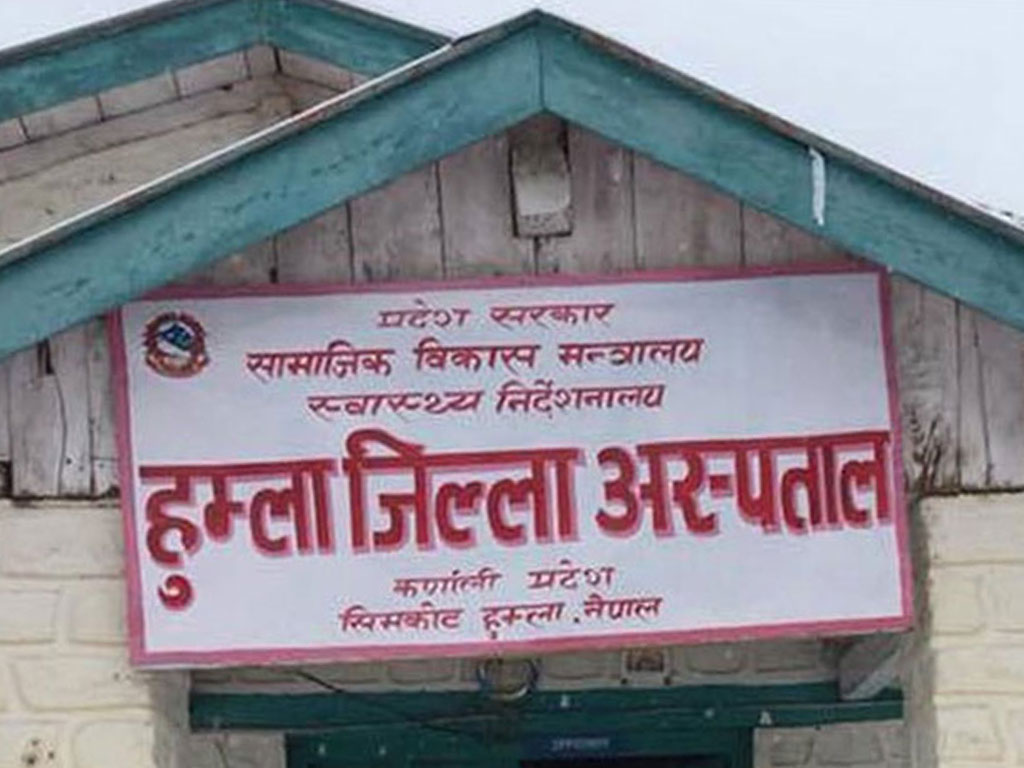 प्रदेश सरकार
सामाजिक विकास मन्त्रालय
स्वास्थ्य निर्देशनालय
हुम्ला जिल्ला अस्पताल
कर्णाली प्रदेश
सिमकोट हुम्ला, नेपाल